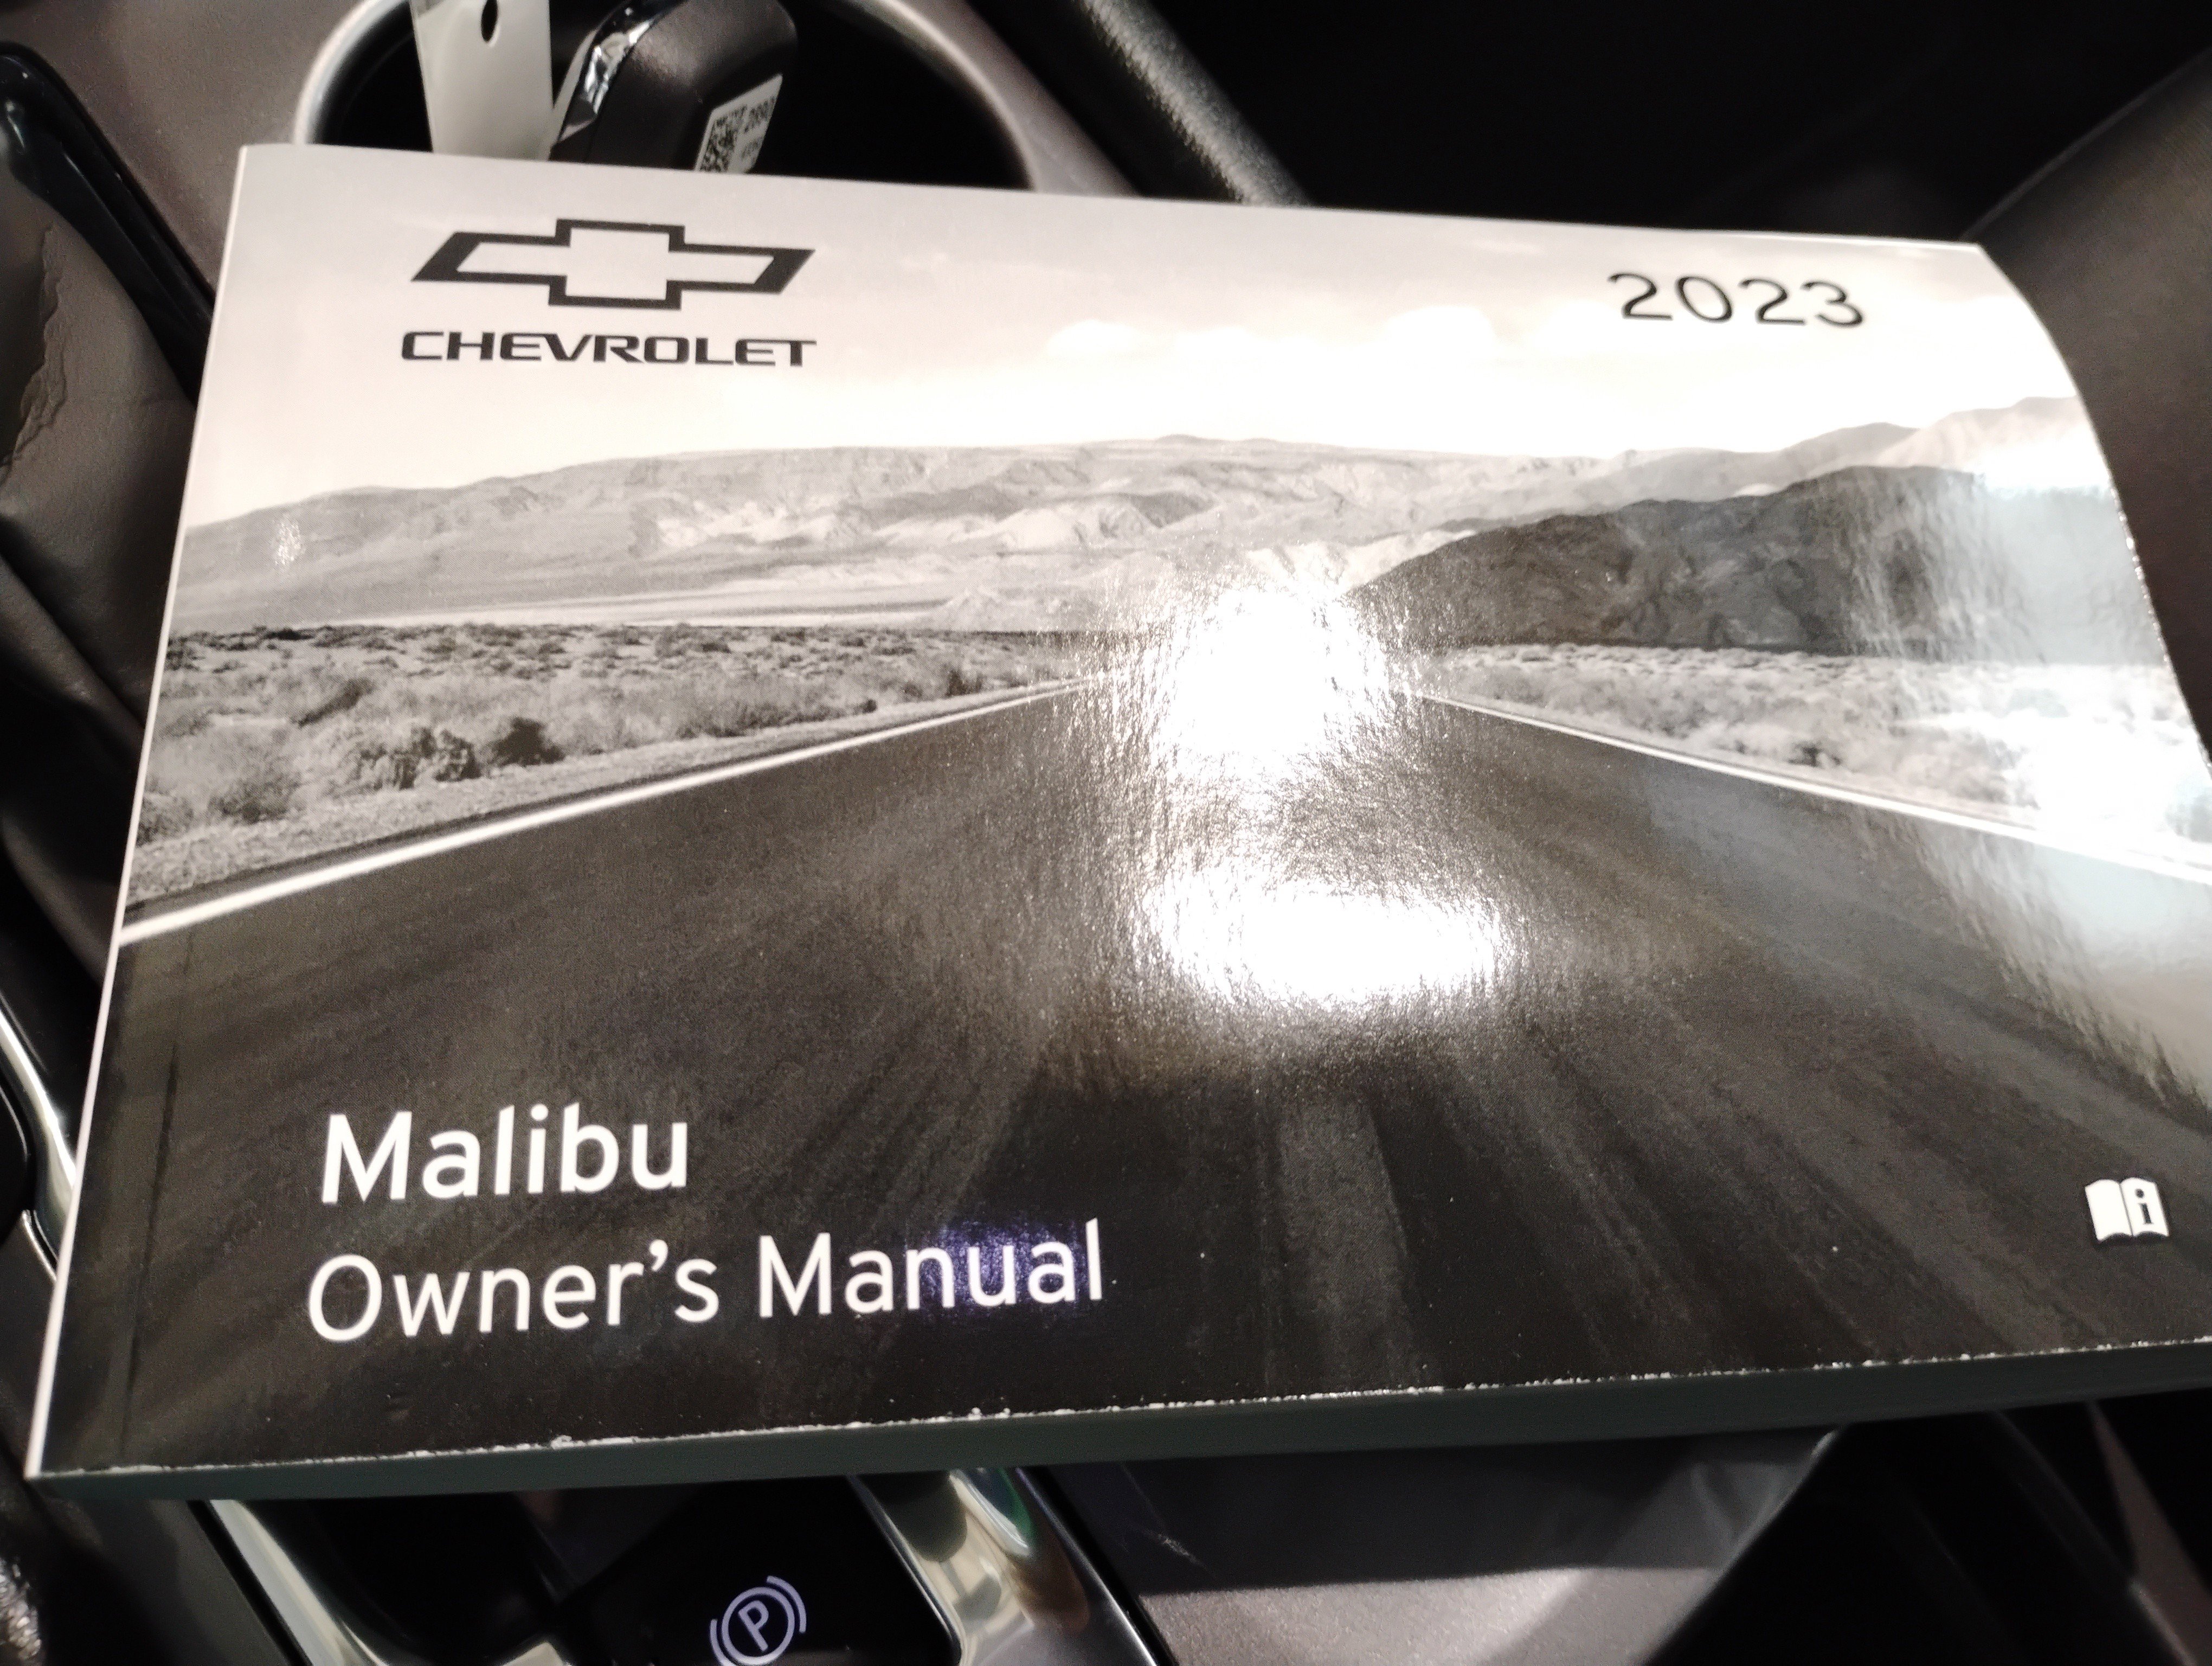 CHEVROLET
2023
Malibu
Owner's Manual
P